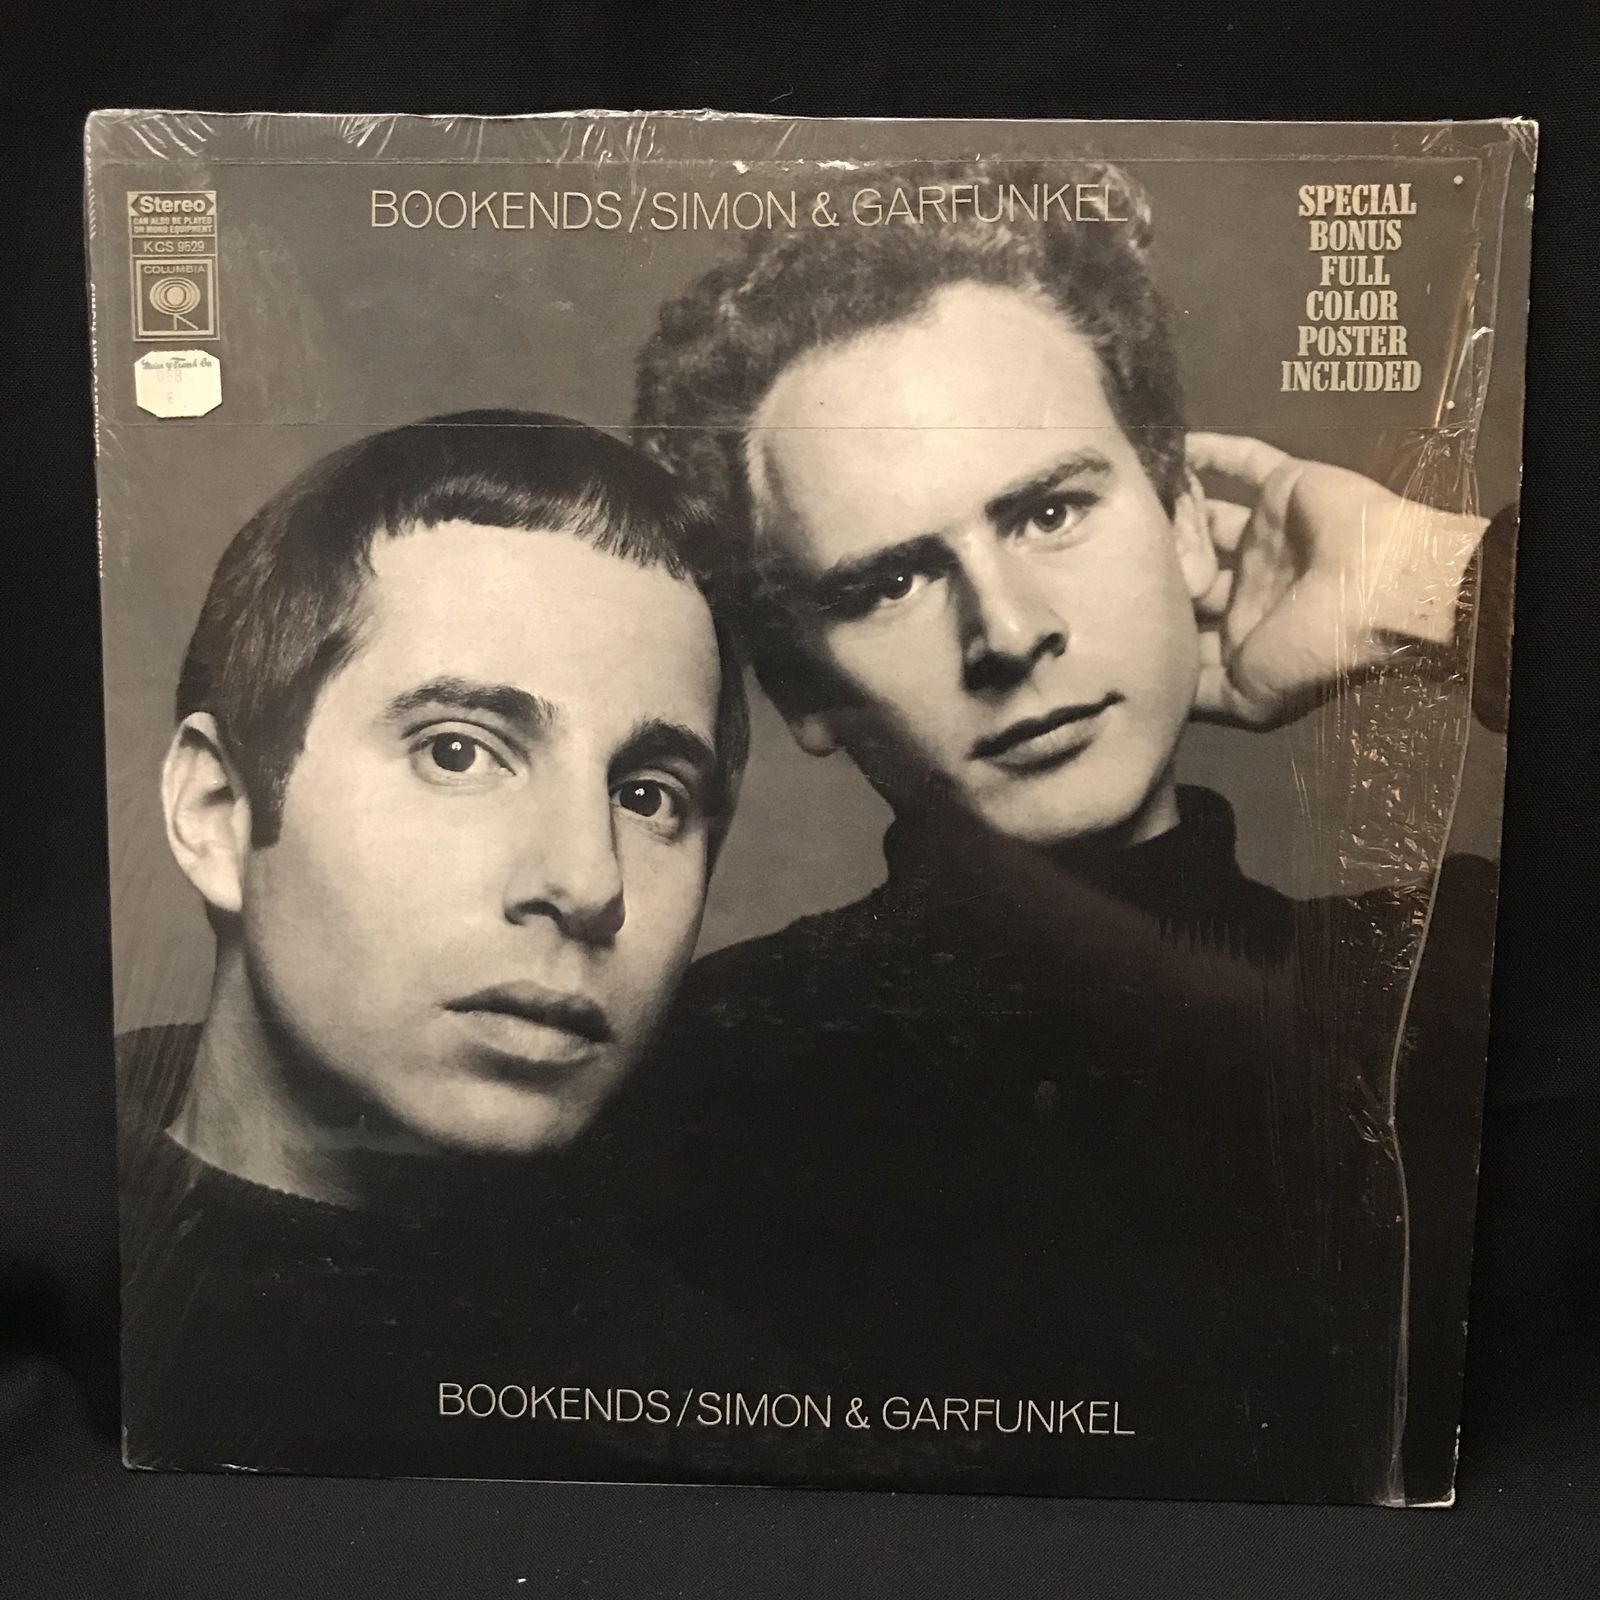 Stereo
CAN ALSO BE PLAYED
ON MONO EQUIPMENT
KCS 9529
COLUMBIA
BOOKENDS/SIMON & GARFUNKEL
SPECIAL
BONUS
FULL
COLOR
POSTER
INCLUDED
E
BOOKENDS/SIMON & GARFUNKEL